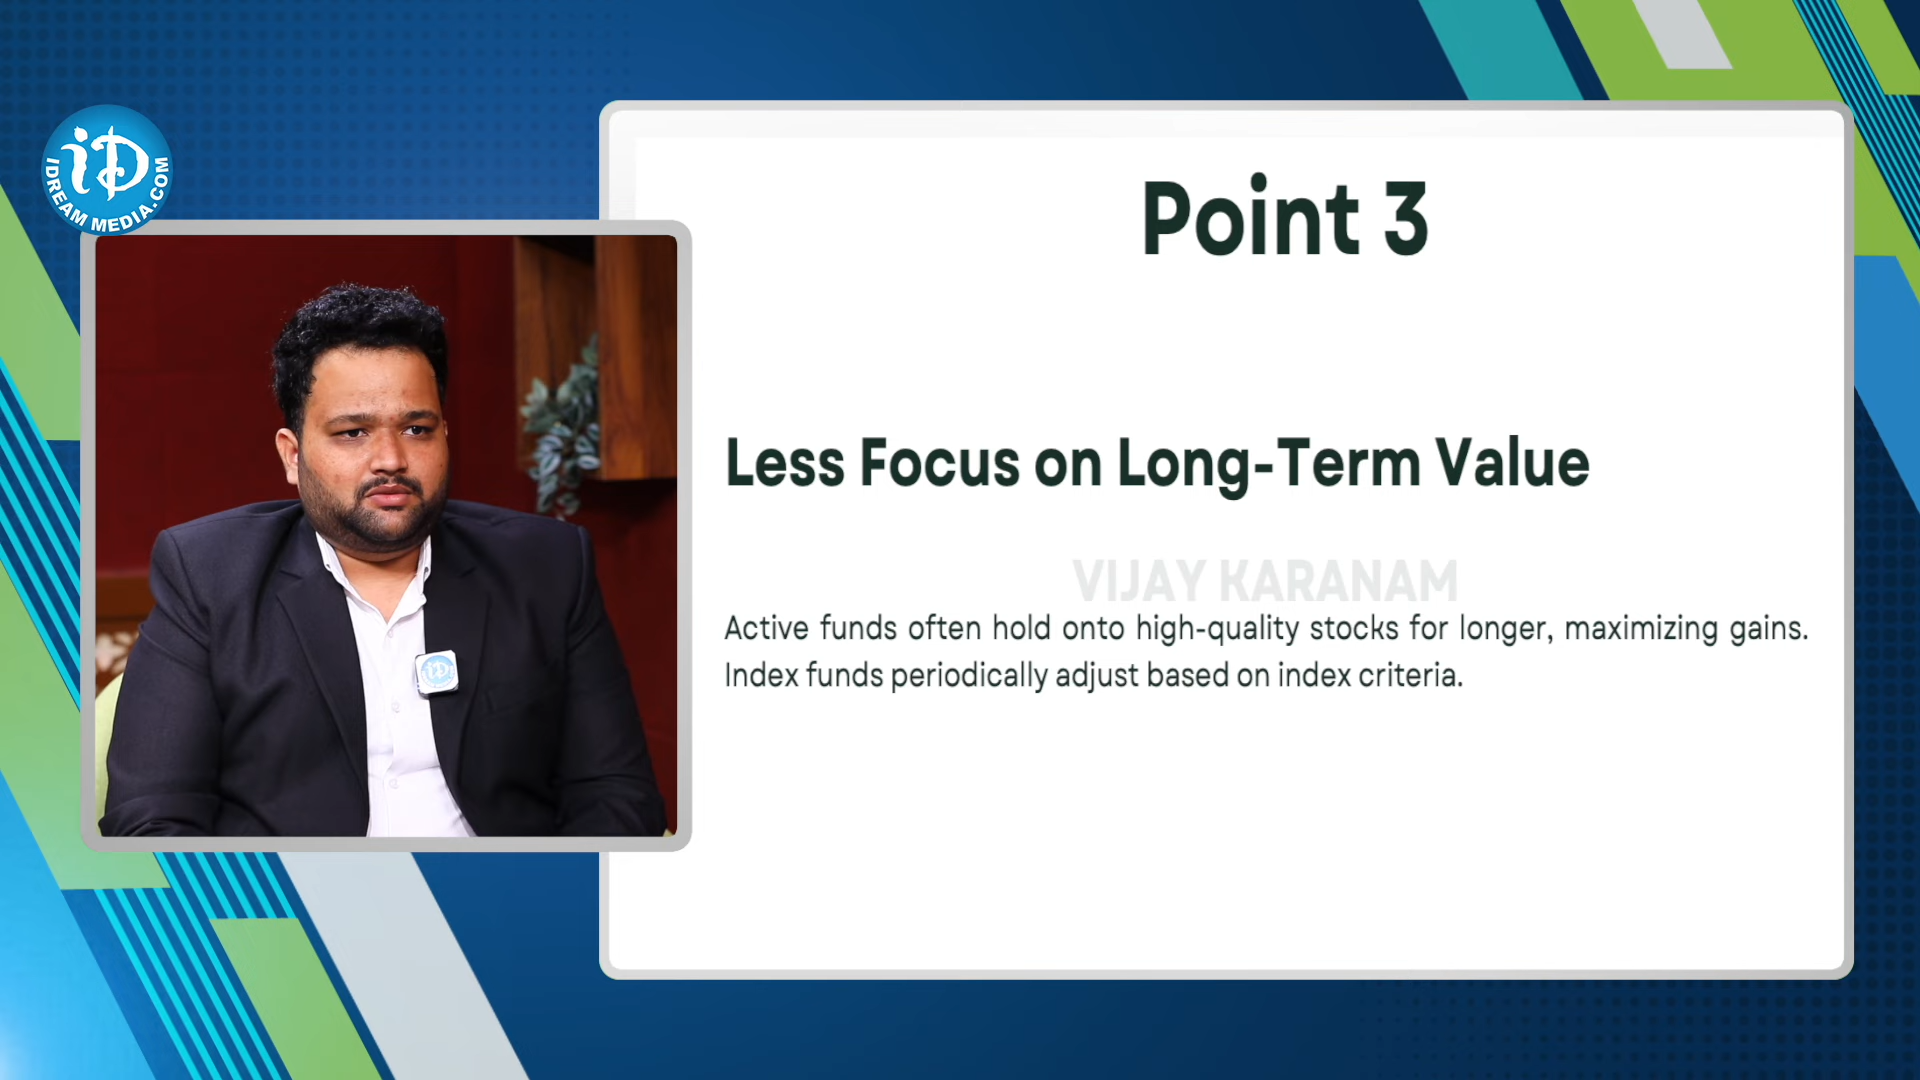 iD
IDREAM MEDIA.COM
Point 3
Less Focus on Long-Term Value
VIJAY KARANAM
Active funds often hold onto high-quality stocks for longer, maximizing gains.
Index funds periodically adjust based on index criteria.
iD